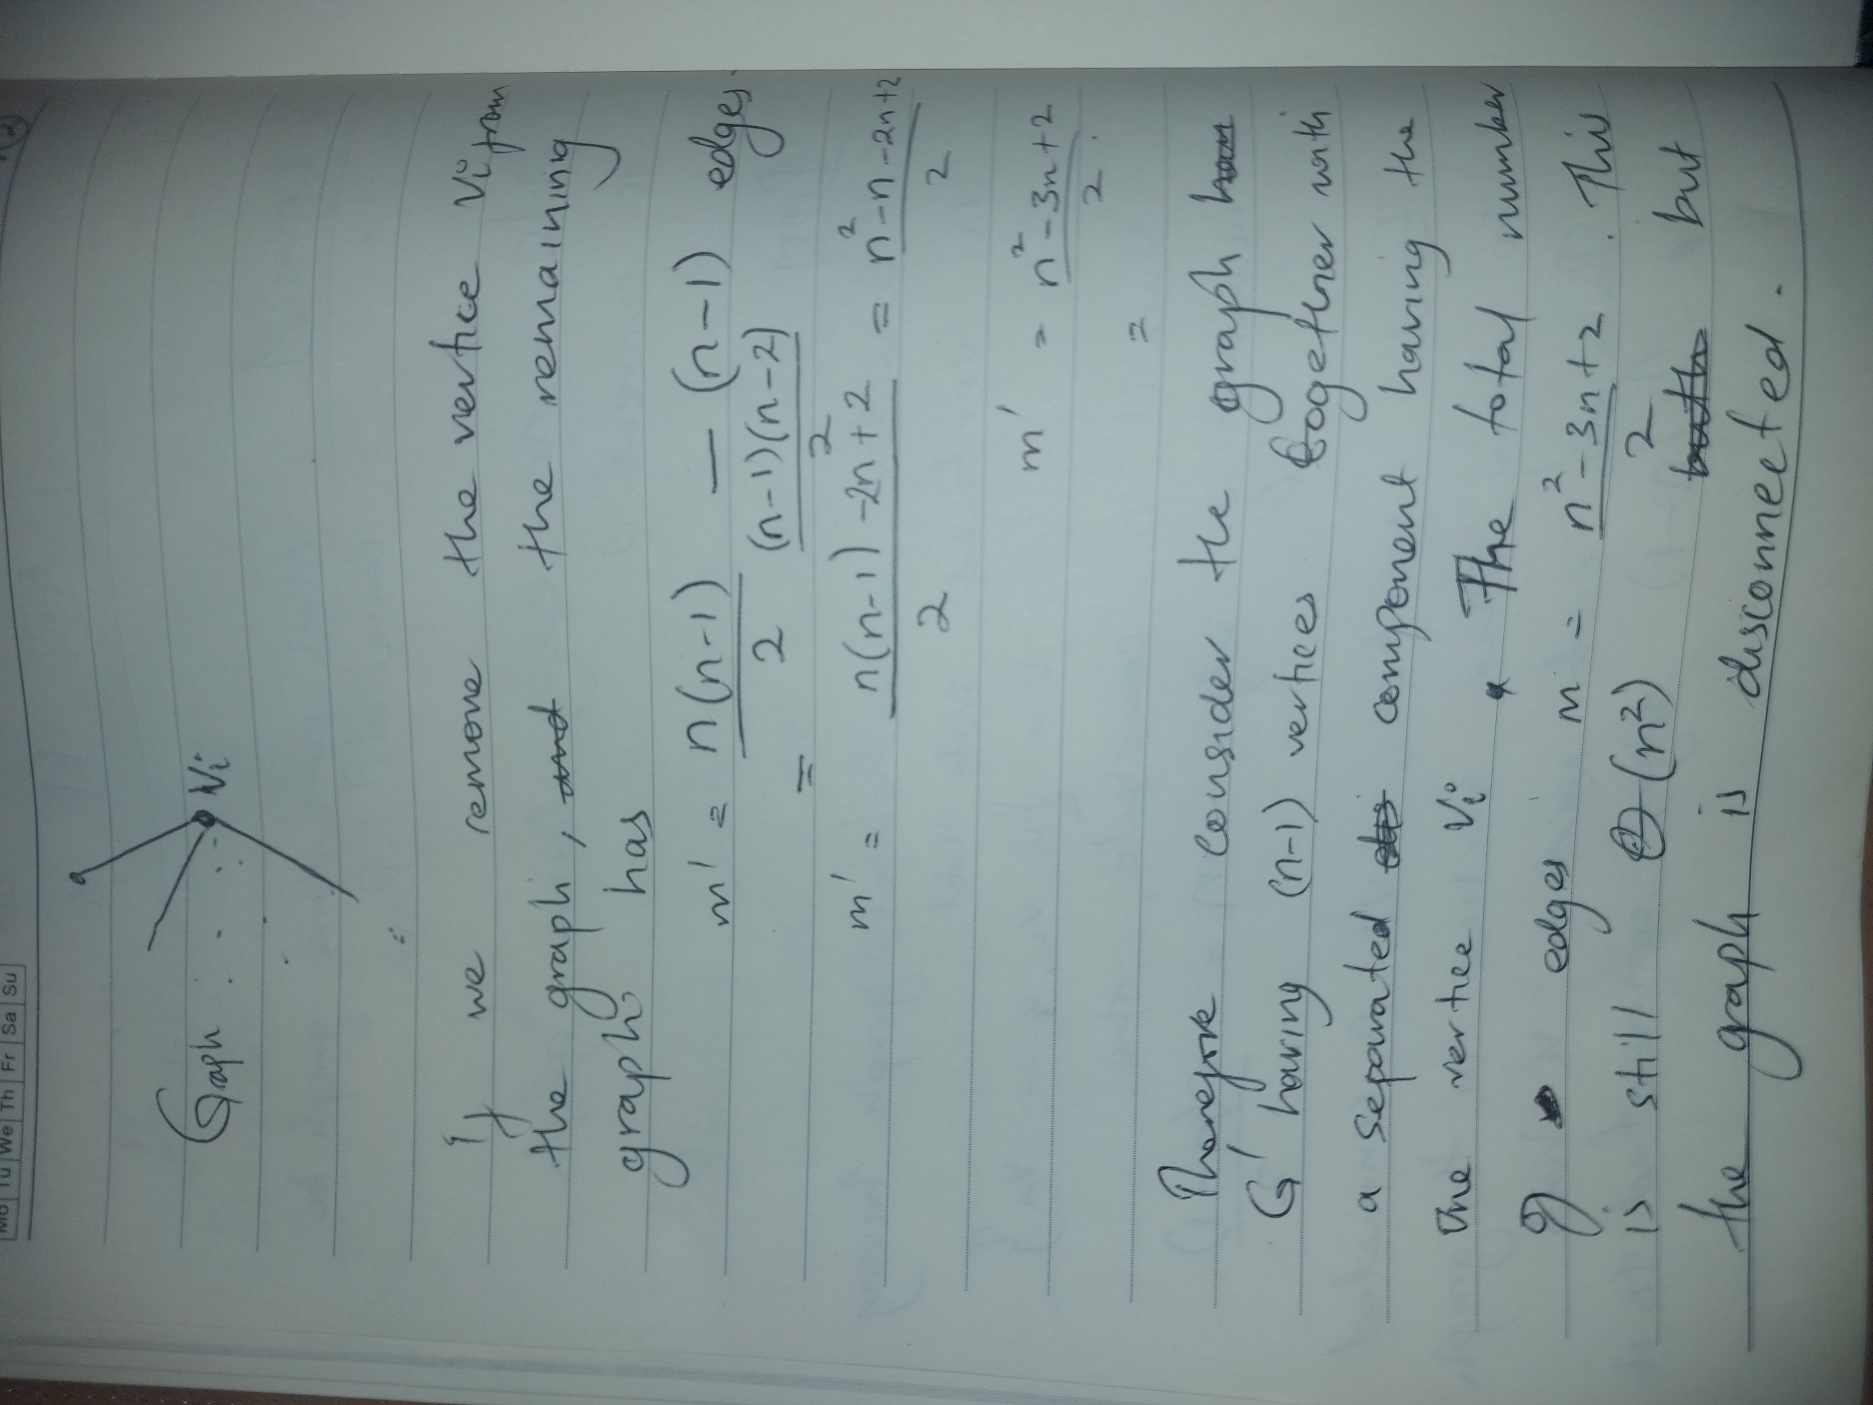 Mo Tu We Th Fr Sa Su
Graph
Vi
If we remove the vertice Vi from
the graph, the remaining
graph has
m' = n(n-1)/2 - (n-1) edges.
= (n-1)(n-2)/2
m' = n(n-1) -2n+2 / 2 = n²-n-2n+2 / 2
m' = n²-3n+2 / 2.
=
Therefore consider the graph
G' having (n-1) vertices together with
a separated component having the
the vertice Vi. The total number
of edges m = n²-3n+2 / 2. This
is still Θ(n²) but
the graph is disconneeted.